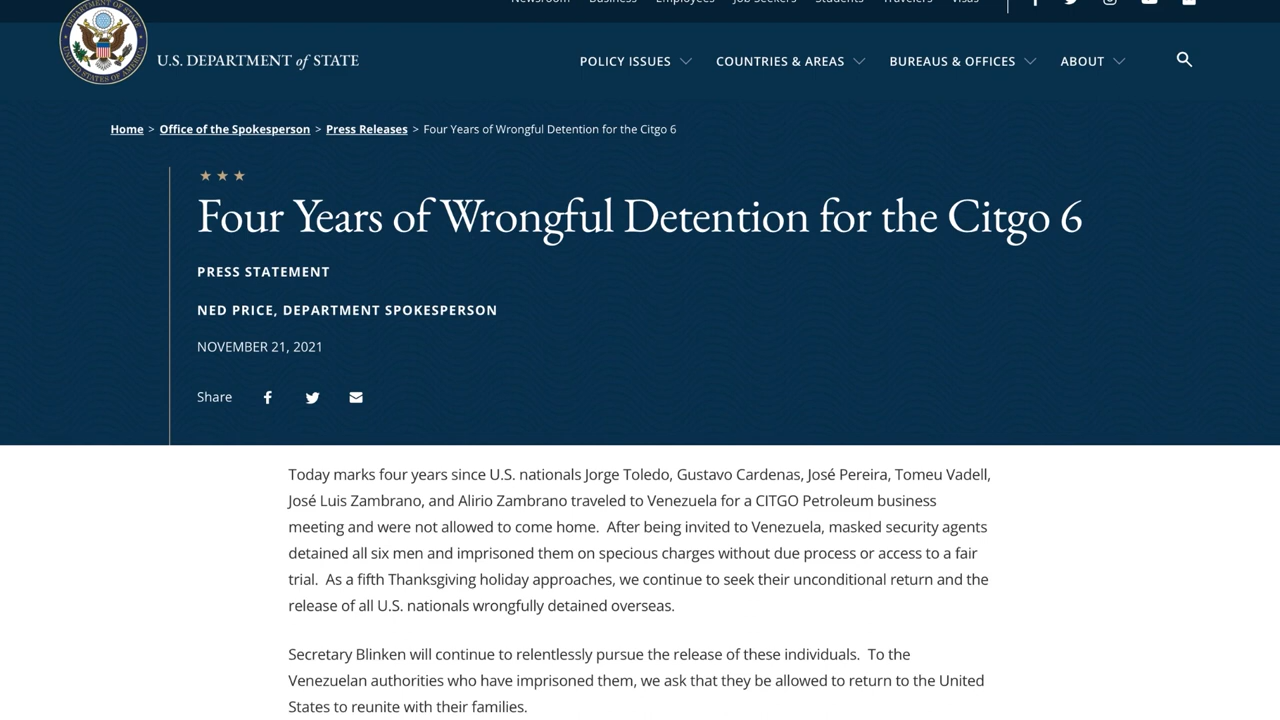 Newsroom Business Employees Job Seekers Students Travelers Visas
U.S. DEPARTMENT of STATE
POLICY ISSUES COUNTRIES & AREAS BUREAUS & OFFICES ABOUT
Home > Office of the Spokesperson > Press Releases > Four Years of Wrongful Detention for the Citgo 6
Four Years of Wrongful Detention for the Citgo 6
PRESS STATEMENT
NED PRICE, DEPARTMENT SPOKESPERSON
NOVEMBER 21, 2021
Share
Today marks four years since U.S. nationals Jorge Toledo, Gustavo Cardenas, José Pereira, Tomeu Vadell,
José Luis Zambrano, and Alirio Zambrano traveled to Venezuela for a CITGO Petroleum business
meeting and were not allowed to come home.  After being invited to Venezuela, masked security agents
detained all six men and imprisoned them on specious charges without due process or access to a fair
trial.  As a fifth Thanksgiving holiday approaches, we continue to seek their unconditional return and the
release of all U.S. nationals wrongfully detained overseas.
Secretary Blinken will continue to relentlessly pursue the release of these individuals.  To the
Venezuelan authorities who have imprisoned them, we ask that they be allowed to return to the United
States to reunite with their families.